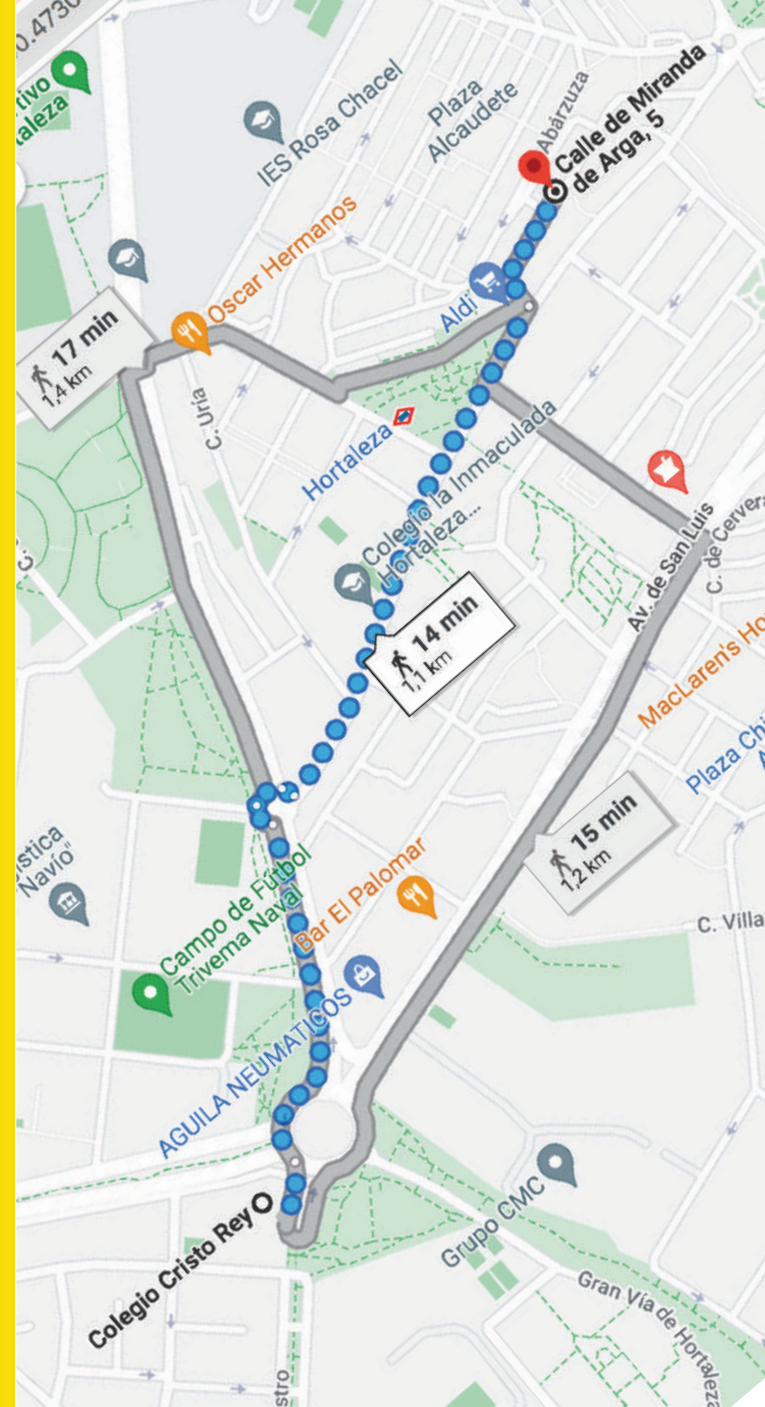 0.4730
tivo
taleza
IES Rosa Chacel
Plaza
Alcaudete
Abárzuza
Calle de Miranda
de Arga, 5
Oscar Hermanos
Aldi
17 min
1,4 km
C. Uría
Hortaleza
Colegio la Inmaculada
Hortaleza...
Av. de San Luis
C. de Cervera
14 min
1,1 km
MacLaren's Ho
Plaza Chi
A
15 min
1,2 km
ística
"Navío"
Campo de Fútbol
Trivema Naval
Bar El Palomar
C. Villa
AGUILA NEUMATICOS
Colegio Cristo Rey
Grupo CMC
Gran Vía de Hortaleza
stro